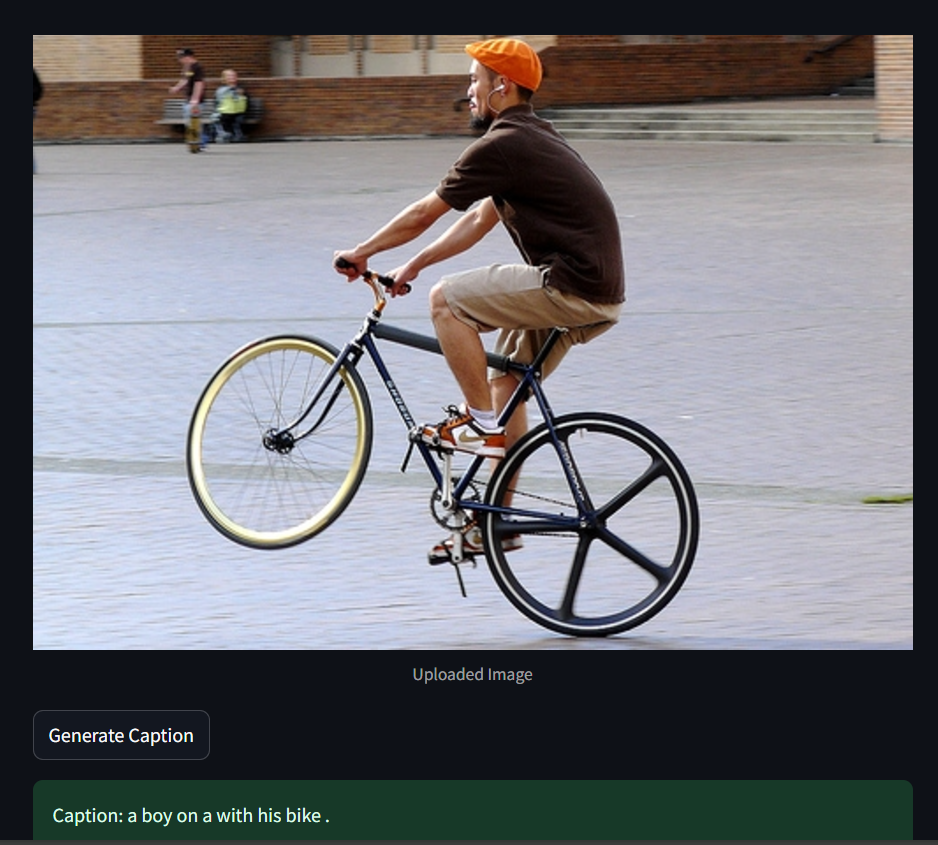 Uploaded Image
Generate Caption
Caption: a boy on a with his bike .